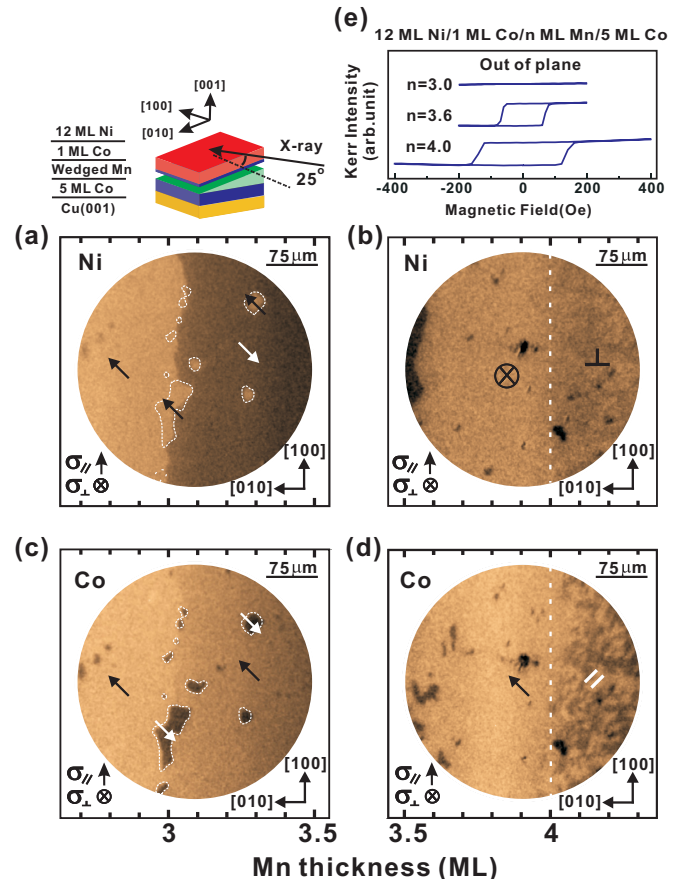 (e)
12 ML Ni/1 ML Co/n ML Mn/5 ML Co
Out of plane
n=3.0
n=3.6
n=4.0
Kerr Intensity
(arb.unit)
-400 -200 0 200 400
Magnetic Field(Oe)
[001]
[100]
[010]
12 ML Ni
1 ML Co
Wedged Mn
5 ML Co
Cu(001)
X-ray
25°
(a)
Ni
75μm
σ∥
σ⊥
[100]
[010]
(b)
Ni
75μm
⊥
σ∥
σ⊥
[100]
[010]
(c)
Co
75μm
σ∥
σ⊥
[100]
[010]
3 3.5
(d)
Co
75μm
//
σ∥
σ⊥
[100]
[010]
3.5 4
Mn thickness (ML)